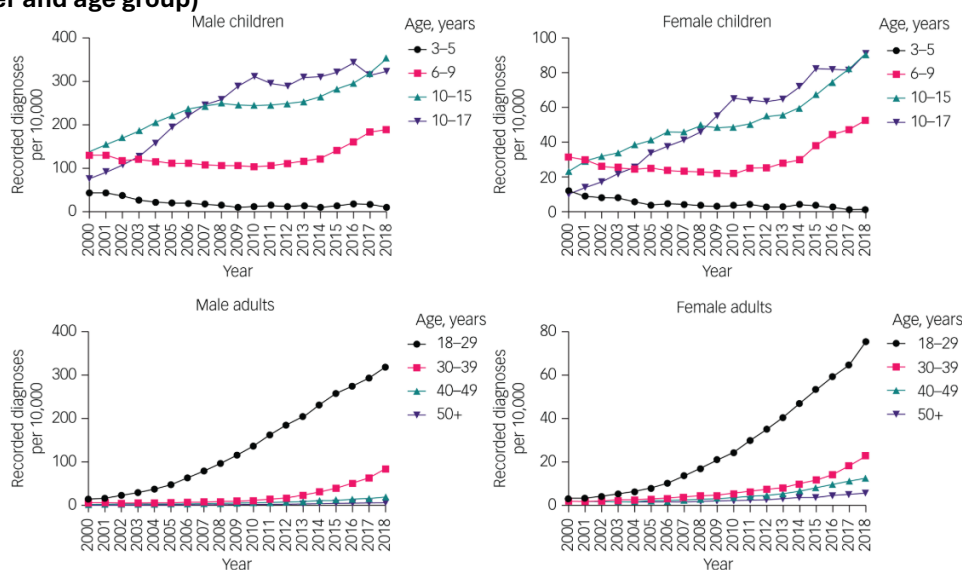 er and age group)
Male children
Recorded diagnoses
per 10,000
400
300
200
100
0
2000 2001 2002 2003 2004 2005 2006 2007 2008 2009 2010 2011 2012 2013 2014 2015 2016 2017 2018
Year
Age, years
3–5
6–9
10–15
10–17
Female children
Recorded diagnoses
per 10,000
100
80
60
40
20
0
2000 2001 2002 2003 2004 2005 2006 2007 2008 2009 2010 2011 2012 2013 2014 2015 2016 2017 2018
Year
Age, years
3–5
6–9
10–15
10–17
Male adults
Recorded diagnoses
per 10,000
400
300
200
100
0
2000 2001 2002 2003 2004 2005 2006 2007 2008 2009 2010 2011 2012 2013 2014 2015 2016 2017 2018
Year
Age, years
18–29
30–39
40–49
50+
Female adults
Recorded diagnoses
per 10,000
80
60
40
20
0
2000 2001 2002 2003 2004 2005 2006 2007 2008 2009 2010 2011 2012 2013 2014 2015 2016 2017 2018
Year
Age, years
18–29
30–39
40–49
50+